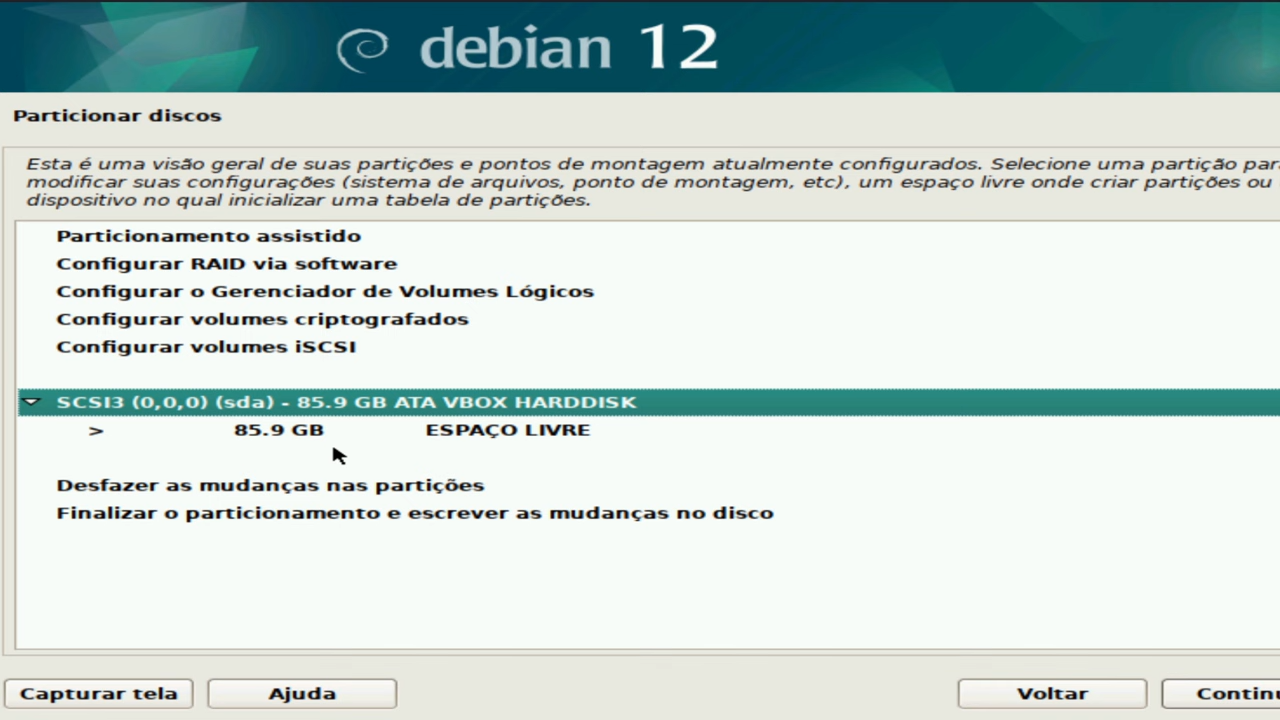 debian 12
Particionar discos
Esta é uma visão geral de suas partições e pontos de montagem atualmente configurados. Selecione uma partição par
modificar suas configurações (sistema de arquivos, ponto de montagem, etc), um espaço livre onde criar partições ou
dispositivo no qual inicializar uma tabela de partições.
Particionamento assistido
Configurar RAID via software
Configurar o Gerenciador de Volumes Lógicos
Configurar volumes criptografados
Configurar volumes iSCSI
SCSI3 (0,0,0) (sda) - 85.9 GB ATA VBOX HARDDISK
> 85.9 GB ESPAÇO LIVRE
Desfazer as mudanças nas partições
Finalizar o particionamento e escrever as mudanças no disco
Capturar tela Ajuda Voltar Contin